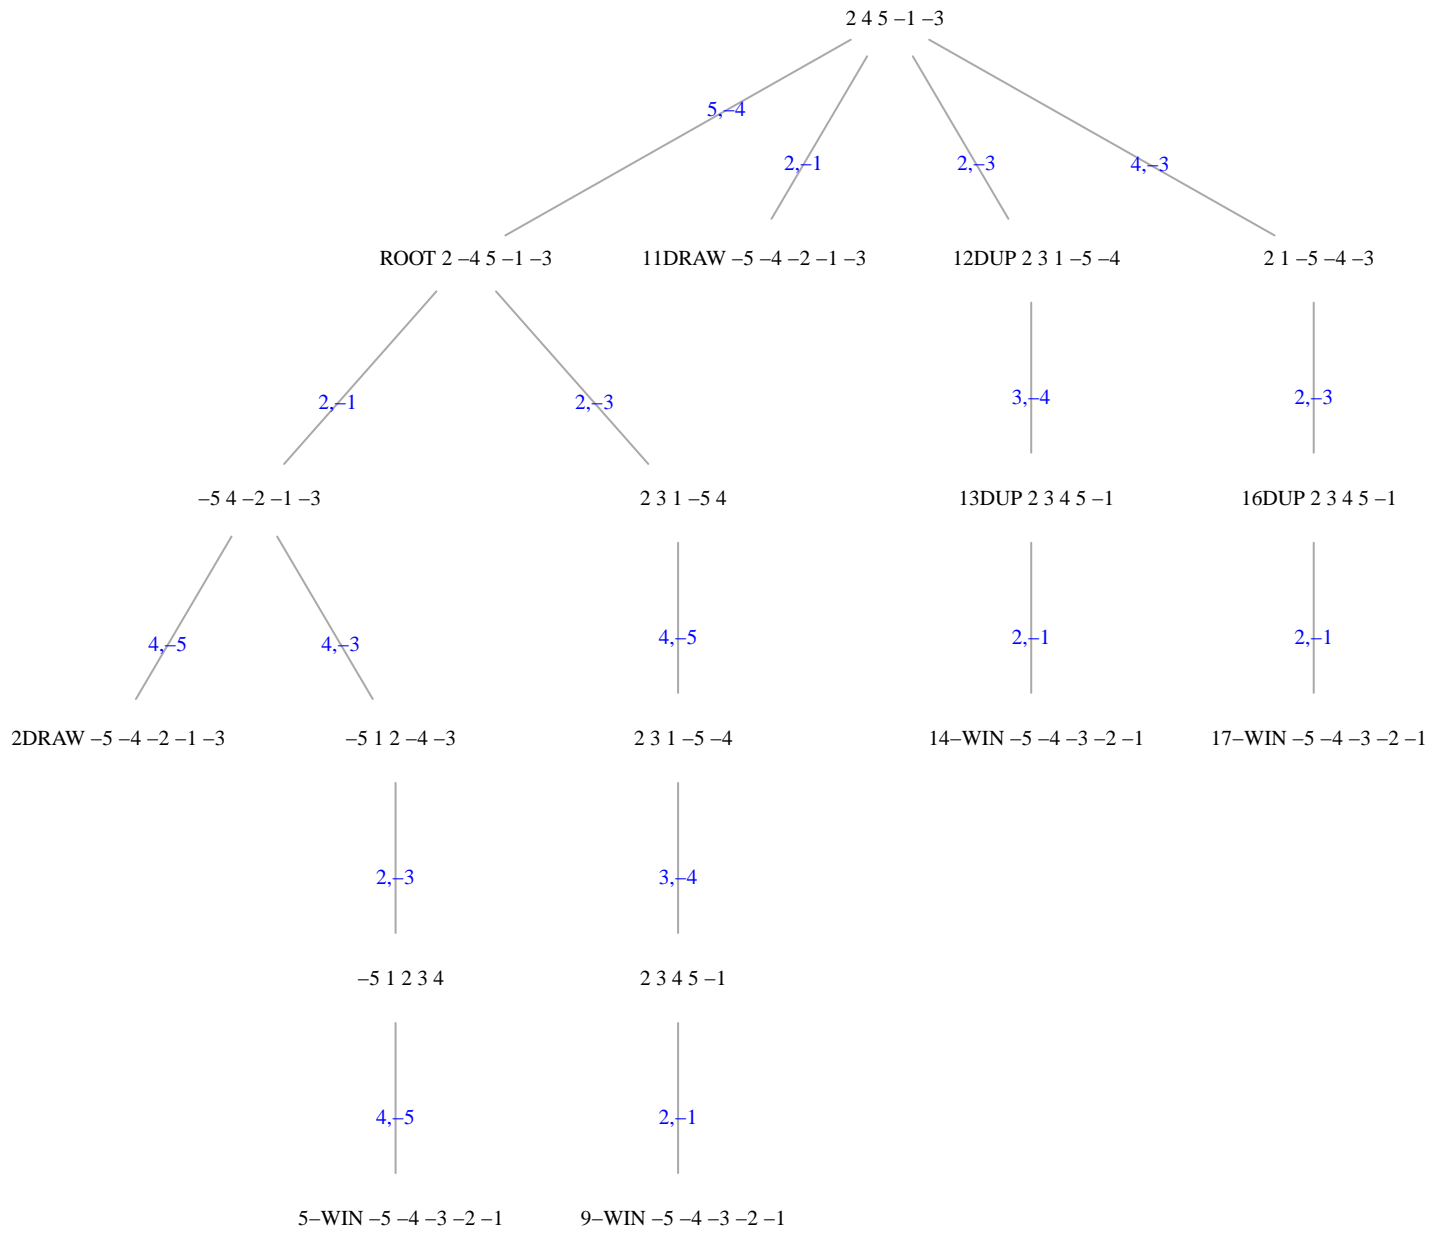 2 4 5 –1 –3
5,–4
2,–1
2,–3
4,–3
ROOT 2 –4 5 –1 –3
11DRAW –5 –4 –2 –1 –3
12DUP 2 3 1 –5 –4
2 1 –5 –4 –3
2,–1
2,–3
3,–4
2,–3
–5 4 –2 –1 –3
2 3 1 –5 4
13DUP 2 3 4 5 –1
16DUP 2 3 4 5 –1
4,–5
4,–3
4,–5
2,–1
2,–1
2DRAW –5 –4 –2 –1 –3
–5 1 2 –4 –3
2 3 1 –5 –4
14–WIN –5 –4 –3 –2 –1
17–WIN –5 –4 –3 –2 –1
2,–3
3,–4
–5 1 2 3 4
2 3 4 5 –1
4,–5
2,–1
5–WIN –5 –4 –3 –2 –1
9–WIN –5 –4 –3 –2 –1